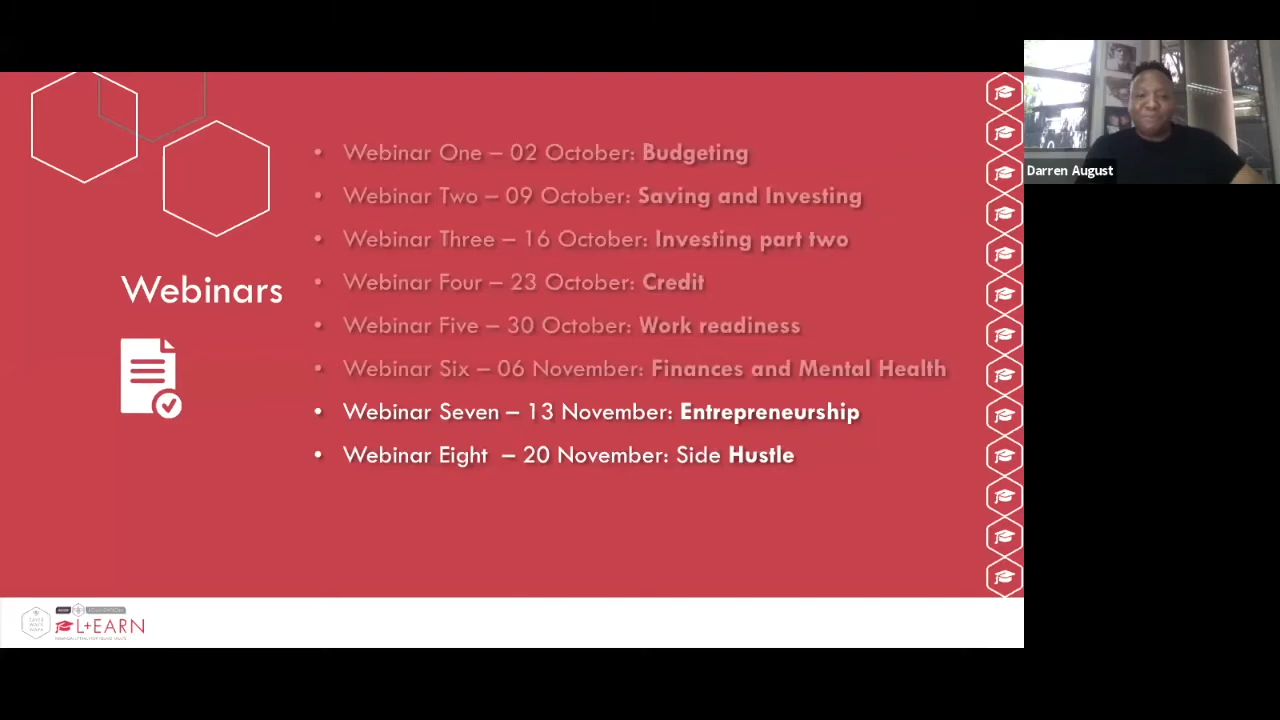 Webinars
• Webinar One – 02 October: Budgeting
• Webinar Two – 09 October: Saving and Investing
• Webinar Three – 16 October: Investing part two
• Webinar Four – 23 October: Credit
• Webinar Five – 30 October: Work readiness
• Webinar Six – 06 November: Finances and Mental Health
• Webinar Seven – 13 November: Entrepreneurship
• Webinar Eight – 20 November: Side Hustle
Darren August
L+EARN